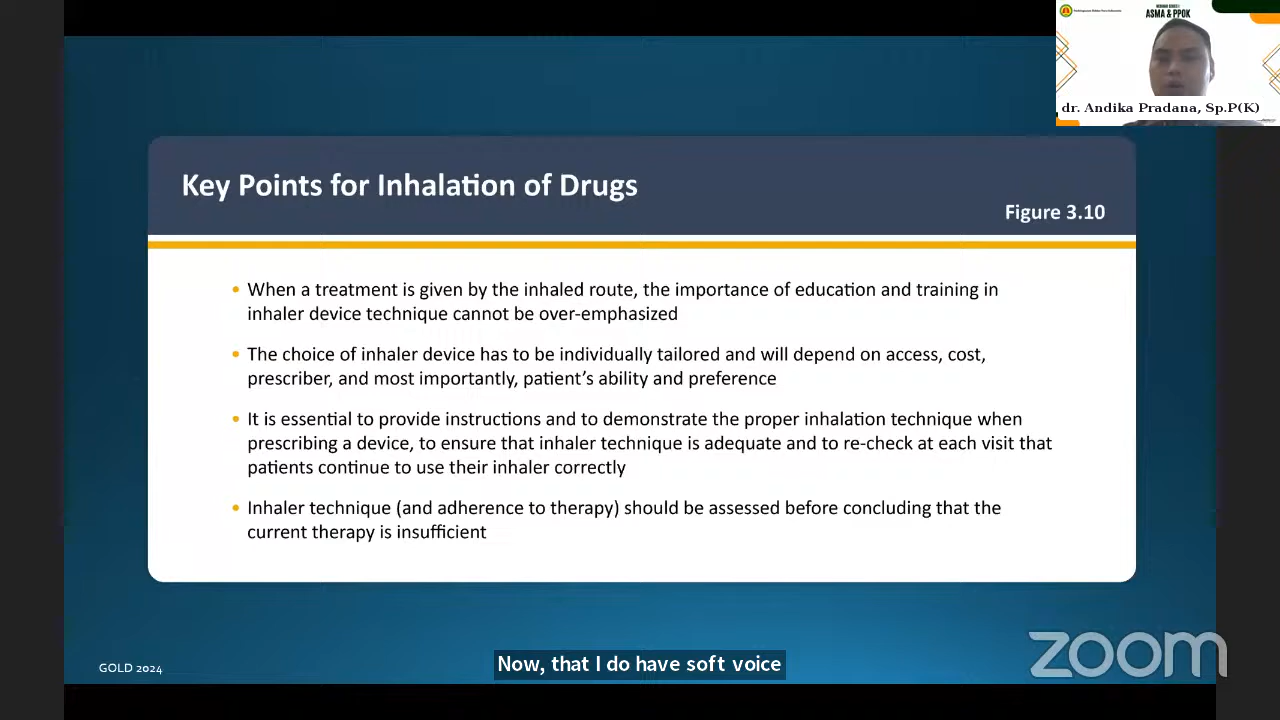 WEBINAR SERIES 1
ASMA & PPOK
dr. Andika Pradana, Sp.P(K)
Key Points for Inhalation of Drugs
Figure 3.10
• When a treatment is given by the inhaled route, the importance of education and training in
inhaler device technique cannot be over-emphasized
• The choice of inhaler device has to be individually tailored and will depend on access, cost,
prescriber, and most importantly, patient's ability and preference
• It is essential to provide instructions and to demonstrate the proper inhalation technique when
prescribing a device, to ensure that inhaler technique is adequate and to re-check at each visit that
patients continue to use their inhaler correctly
• Inhaler technique (and adherence to therapy) should be assessed before concluding that the
current therapy is insufficient
GOLD 2024
Now, that I do have soft voice
zoom